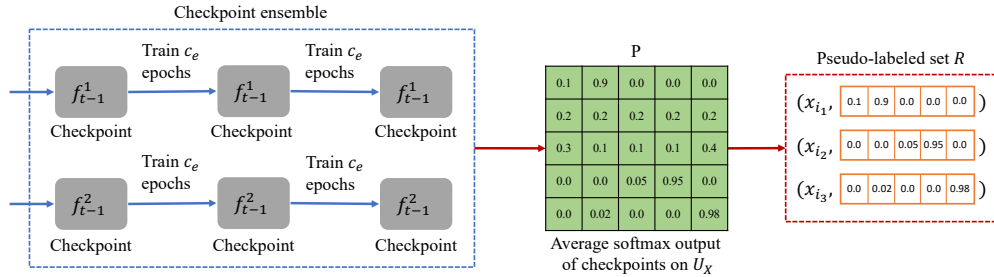 Checkpoint ensemble
Train c_e epochs
Train c_e epochs
f^1_{t-1}
f^1_{t-1}
f^1_{t-1}
Checkpoint
Checkpoint
Checkpoint
Train c_e epochs
Train c_e epochs
f^2_{t-1}
f^2_{t-1}
f^2_{t-1}
Checkpoint
Checkpoint
Checkpoint
P
0.1 0.9 0.0 0.0 0.0
0.2 0.2 0.2 0.2 0.2
0.3 0.1 0.1 0.1 0.4
0.0 0.0 0.05 0.95 0.0
0.0 0.02 0.0 0.0 0.98
Average softmax output
of checkpoints on U_X
Pseudo-labeled set R
(x_{i_1}, 0.1 0.9 0.0 0.0 0.0 )
(x_{i_2}, 0.0 0.0 0.05 0.95 0.0 )
(x_{i_3}, 0.0 0.02 0.0 0.0 0.98 )